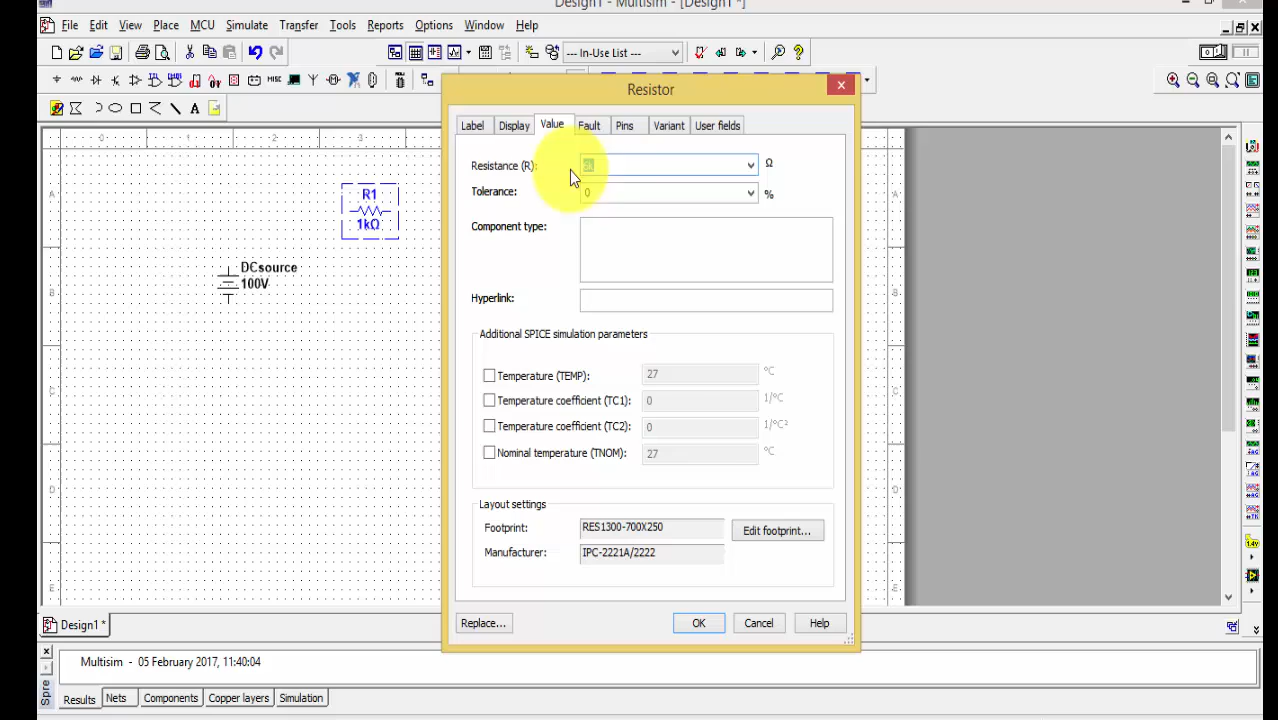 Design1 - Multisim - [Design1 *]
File Edit View Place MCU Simulate Transfer Tools Reports Options Window Help
--- In-Use List ---
Resistor
Label Display Value Fault Pins Variant User fields
Resistance (R): Ω
Tolerance: 0 %
Component type:
Hyperlink:
Additional SPICE simulation parameters
Temperature (TEMP): 27 °C
Temperature coefficient (TC1): 0 1/°C
Temperature coefficient (TC2): 0 1/°C²
Nominal temperature (TNOM): 27 °C
Layout settings
Footprint: RES1300-700X250 Edit footprint...
Manufacturer: IPC-2221A/2222
Replace... OK Cancel Help
R1
1kΩ
DCsource
100V
Design1 *
Multisim - 05 February 2017, 11:40:04
Spre
Results Nets Components Copper layers Simulation